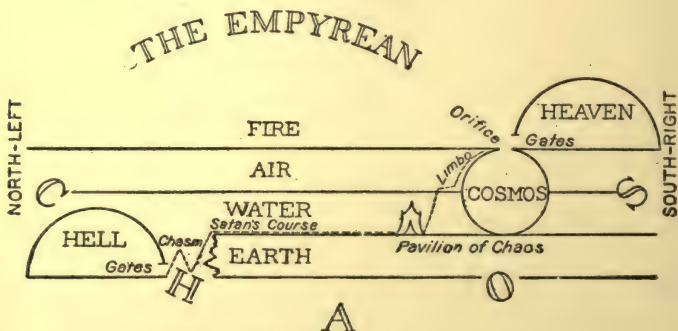 THE EMPYREAN
NORTH-LEFT
SOUTH-RIGHT
HEAVEN
Orifice
Gates
FIRE
Limbo
AIR
COSMOS
C
S
WATER
Satan's Course
HELL
Chasm
Pavilion of Chaos
Gates
EARTH
H
O
A